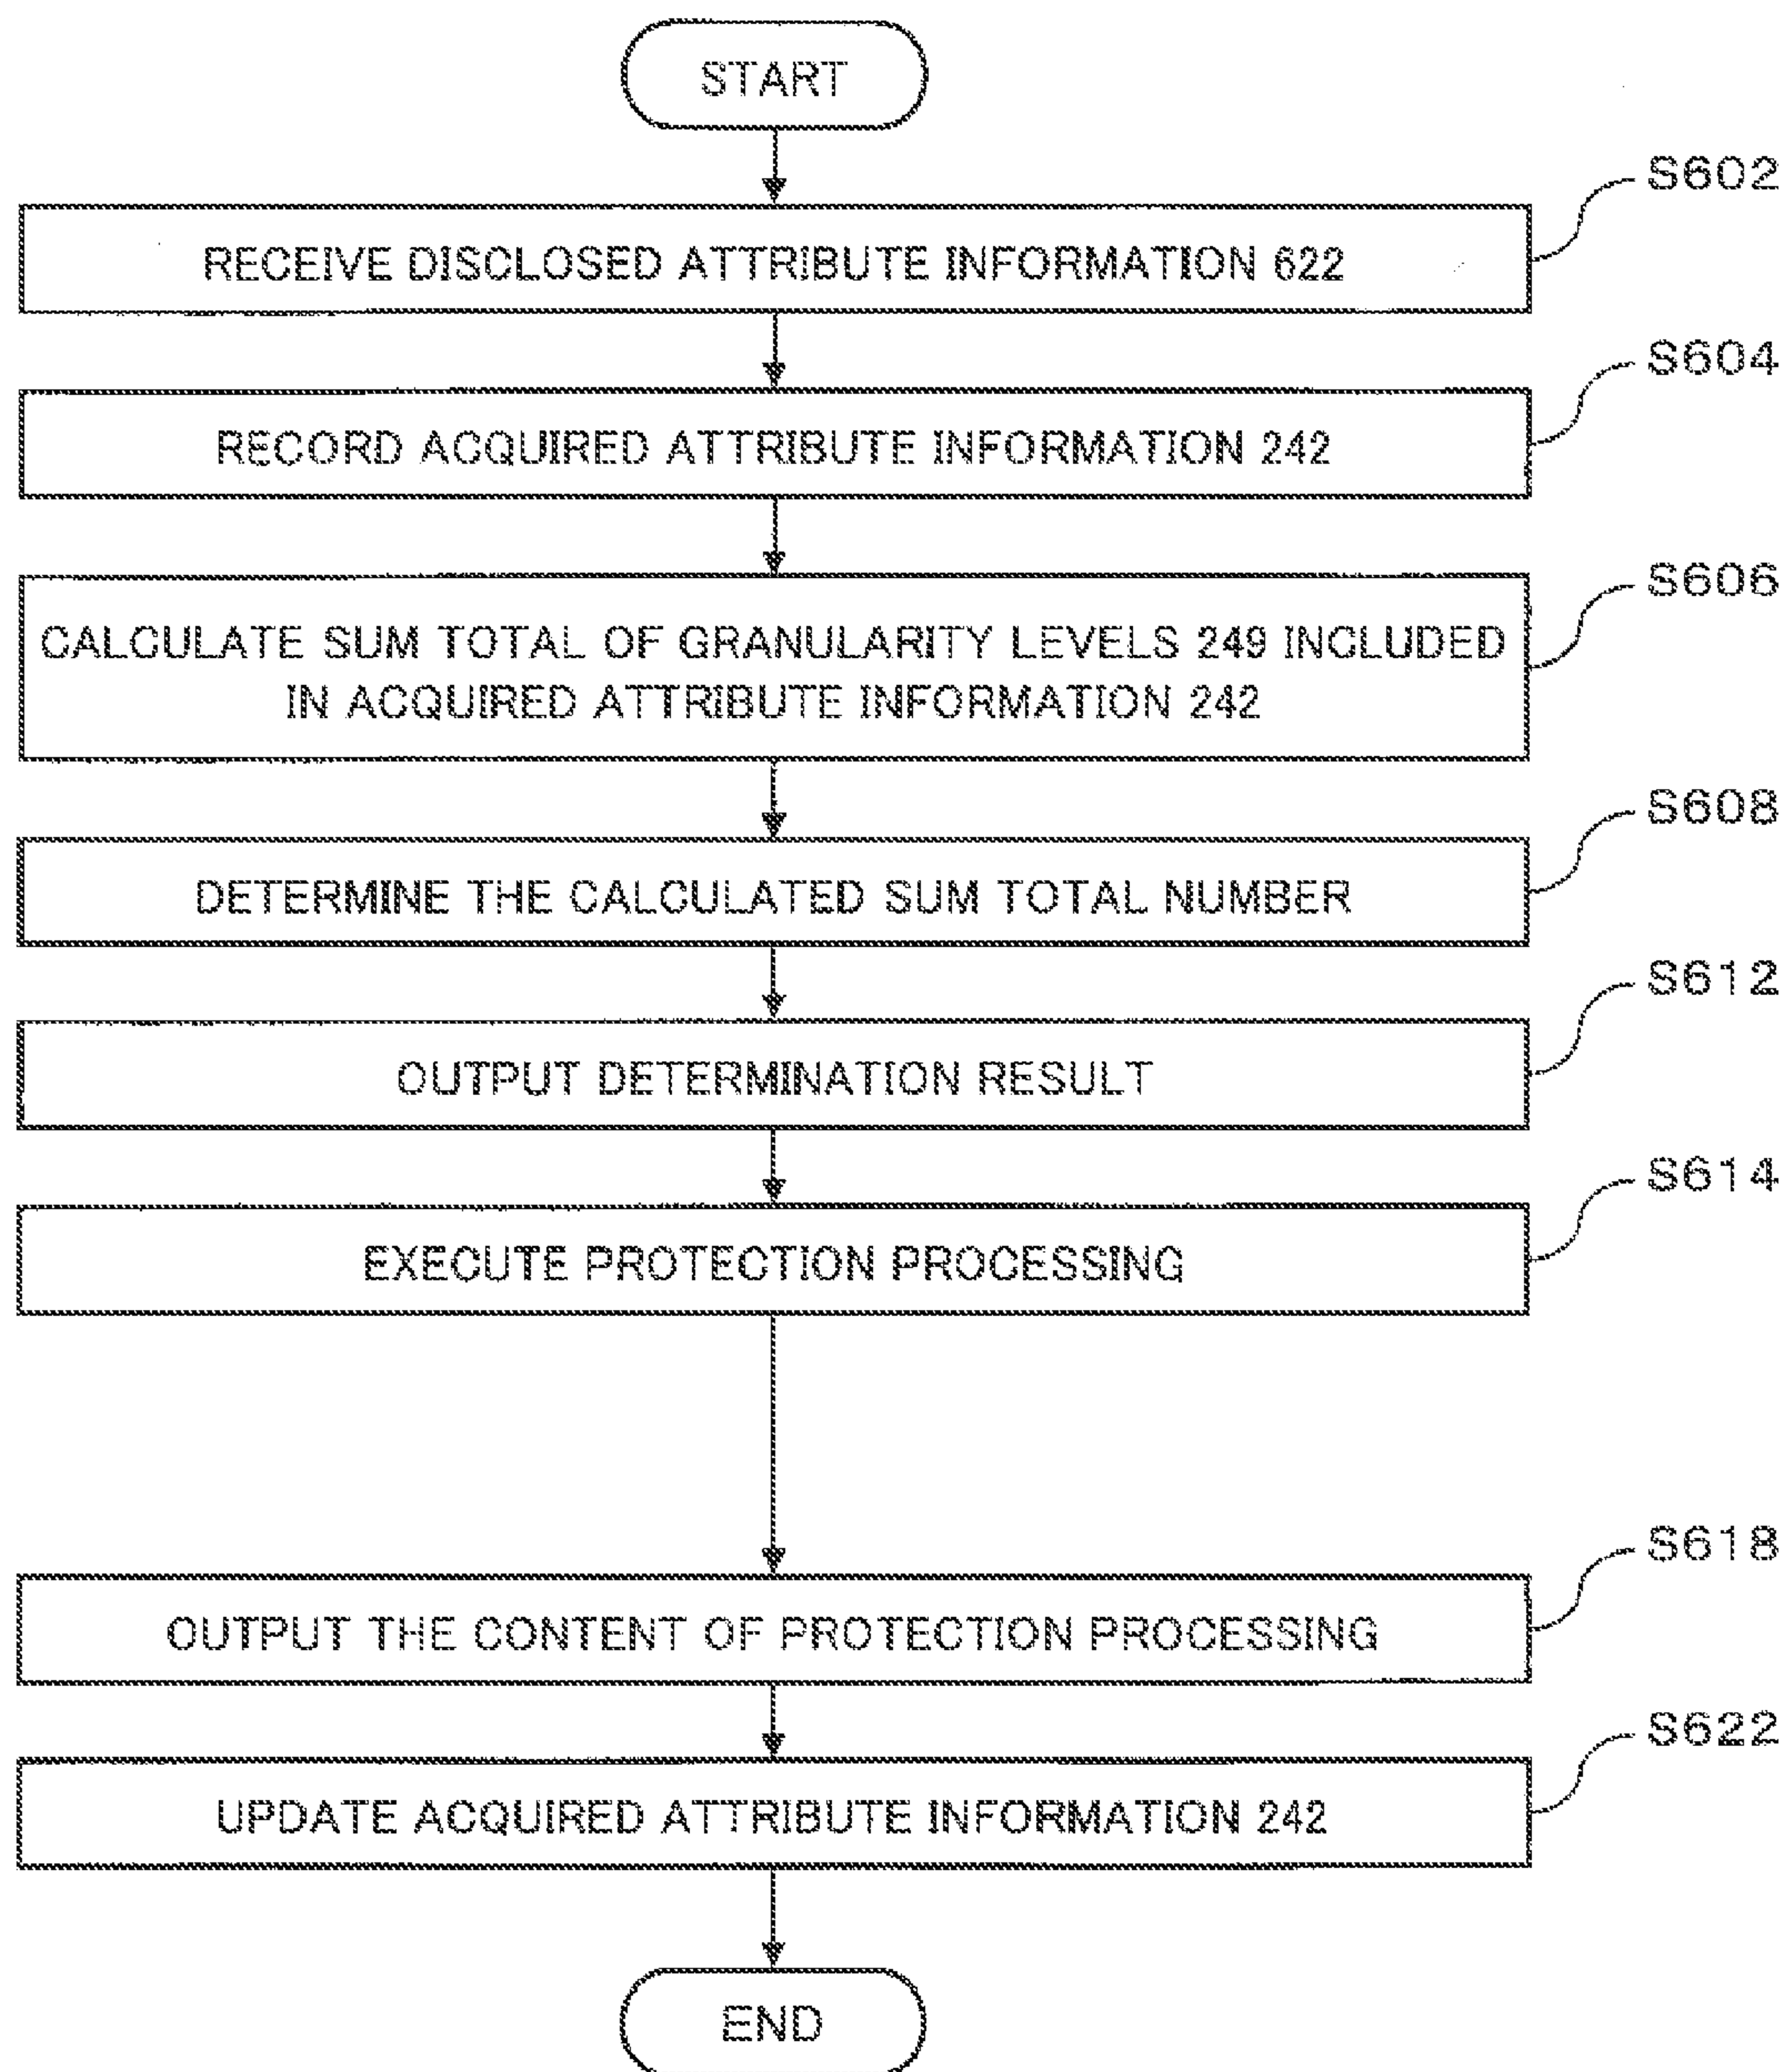 START
S602
RECEIVE DISCLOSED ATTRIBUTE INFORMATION 622
S604
RECORD ACQUIRED ATTRIBUTE INFORMATION 242
S606
CALCULATE SUM TOTAL OF GRANULARITY LEVELS 249 INCLUDED
IN ACQUIRED ATTRIBUTE INFORMATION 242
S608
DETERMINE THE CALCULATED SUM TOTAL NUMBER
S612
OUTPUT DETERMINATION RESULT
S614
EXECUTE PROTECTION PROCESSING
S618
OUTPUT THE CONTENT OF PROTECTION PROCESSING
S622
UPDATE ACQUIRED ATTRIBUTE INFORMATION 242
END